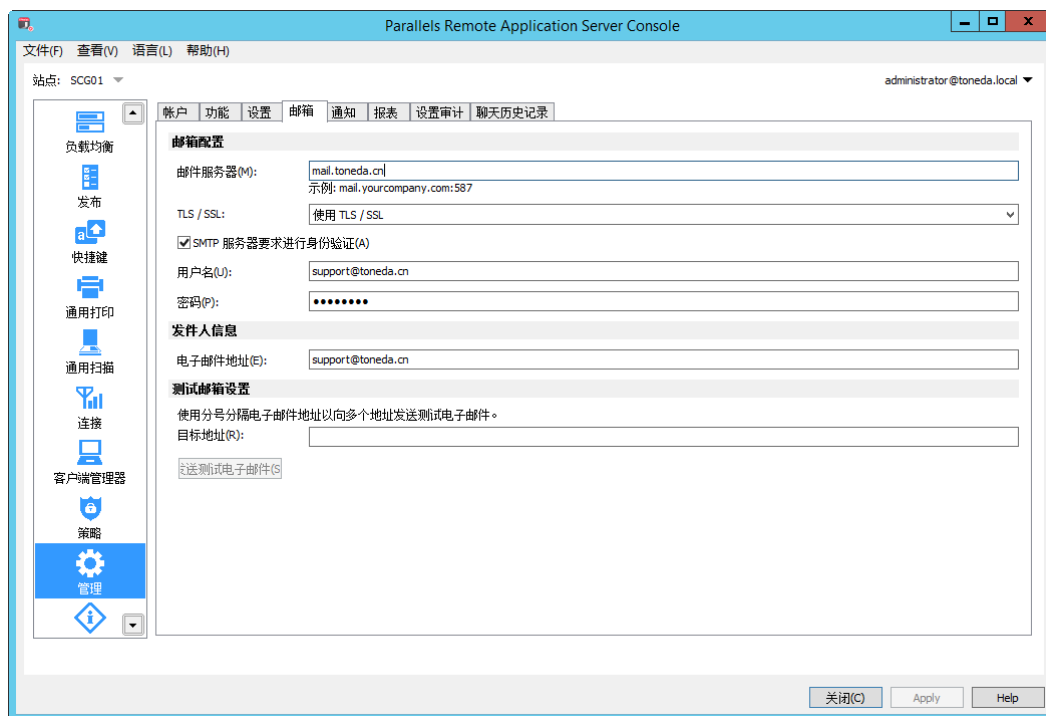 Parallels Remote Application Server Console
文件(F) 查看(V) 语言(L) 帮助(H)
站点: SCG01
administrator@toneda.local
负载均衡
发布
快捷键
通用打印
通用扫描
连接
客户端管理器
策略
管理
帐户 功能 设置 邮箱 通知 报表 设置审计 聊天历史记录
邮箱配置
邮件服务器(M): mail.toneda.cn
示例: mail.yourcompany.com:587
TLS / SSL: 使用 TLS / SSL
SMTP 服务器要求进行身份验证(A)
用户名(U): support@toneda.cn
密码(P): ●●●●●●●●
发件人信息
电子邮件地址(E): support@toneda.cn
测试邮箱设置
使用分号分隔电子邮件地址以向多个地址发送测试电子邮件。
目标地址(R):
发送测试电子邮件(S
关闭(C) Apply Help